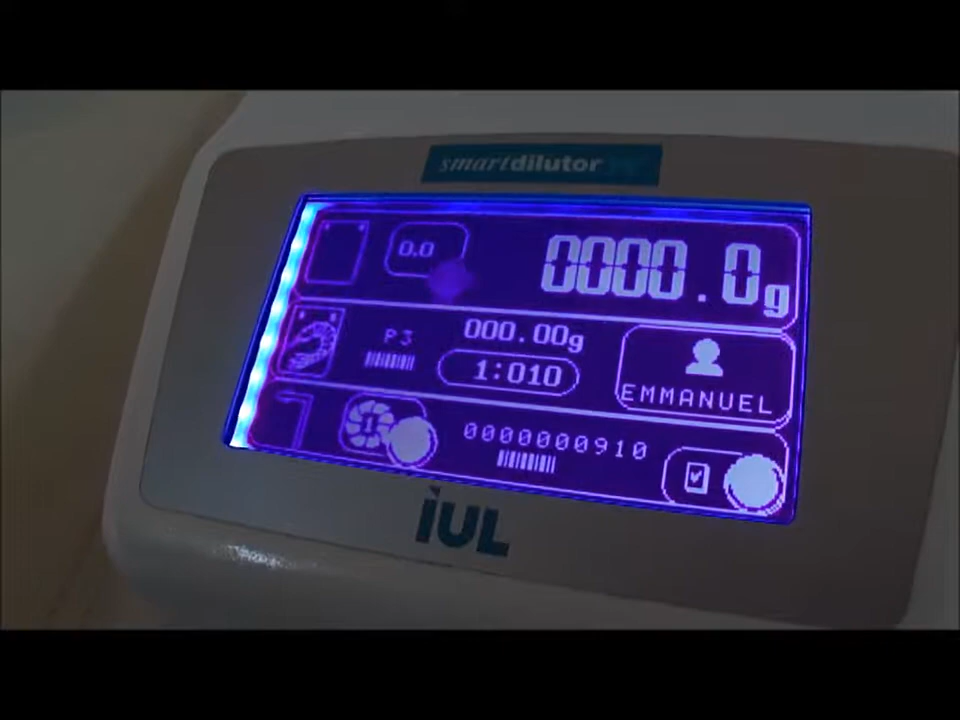 smartdilutor
0.0
0000.0g
P3
000.00g
1:010
EMMANUEL
1
0000000910
iUL